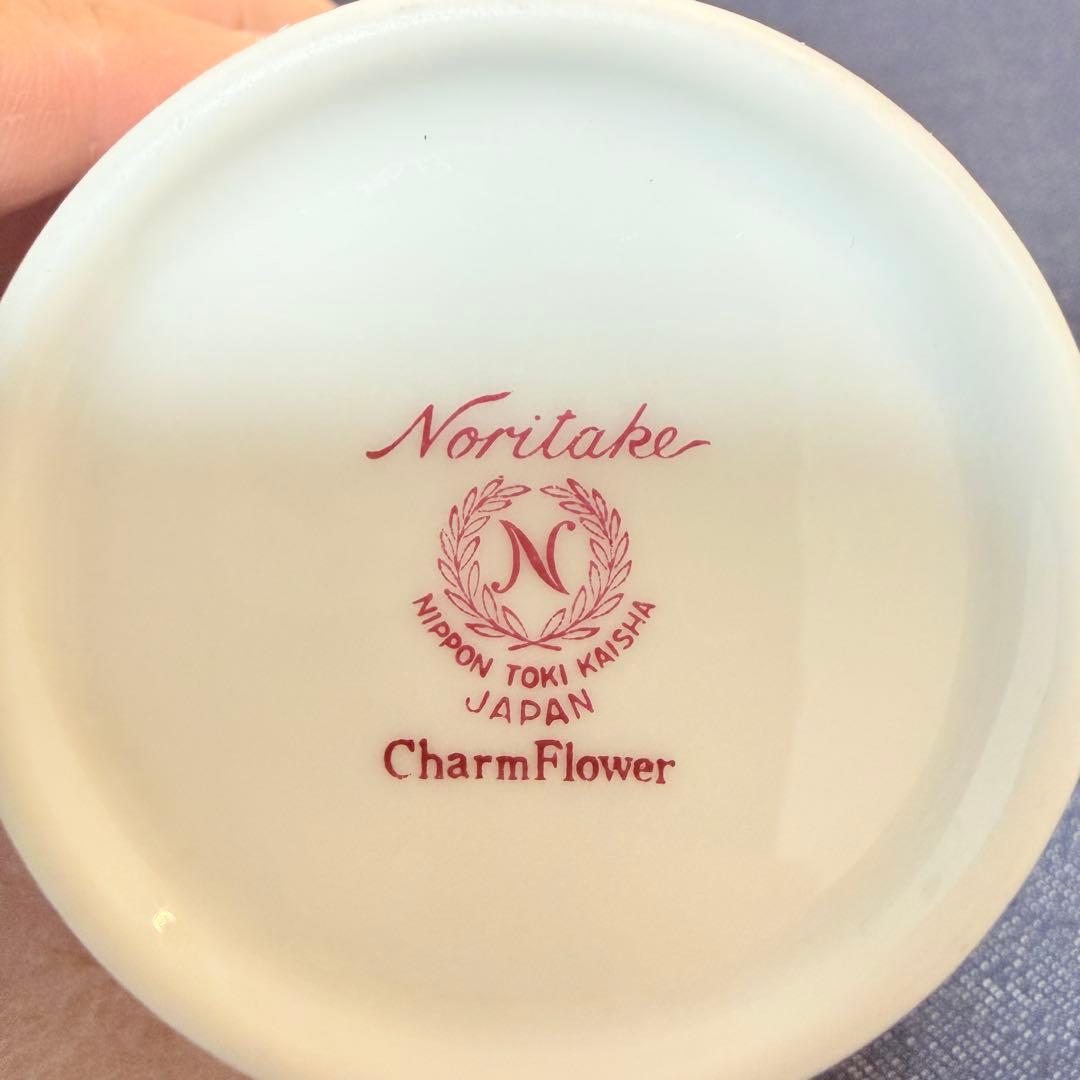 Noritake
N
NIPPON TOKI KAISHA
JAPAN
CharmFlower